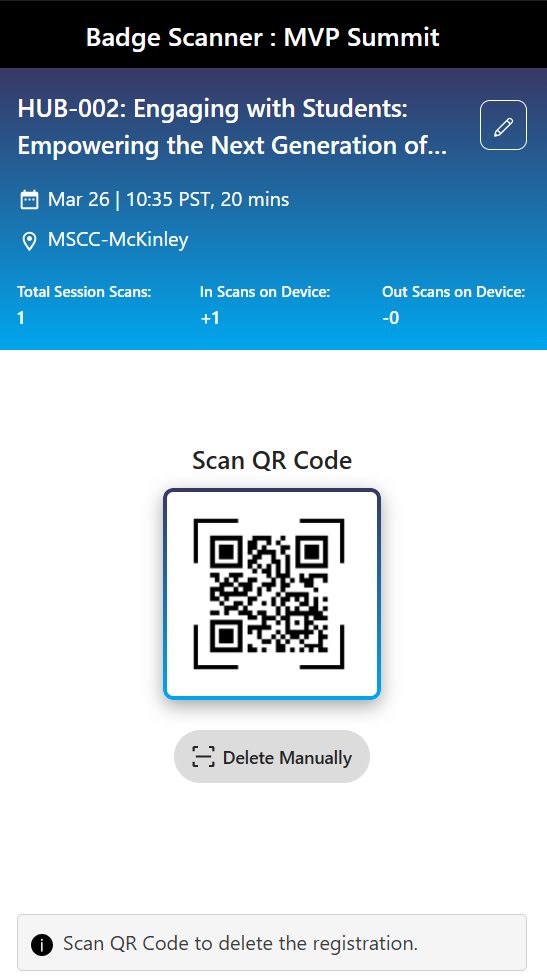 Badge Scanner : MVP Summit
HUB-002: Engaging with Students:
Empowering the Next Generation of...
Mar 26 | 10:35 PST, 20 mins
MSCC-McKinley
Total Session Scans:
1
In Scans on Device:
+1
Out Scans on Device:
-0
Scan QR Code
Delete Manually
Scan QR Code to delete the registration.